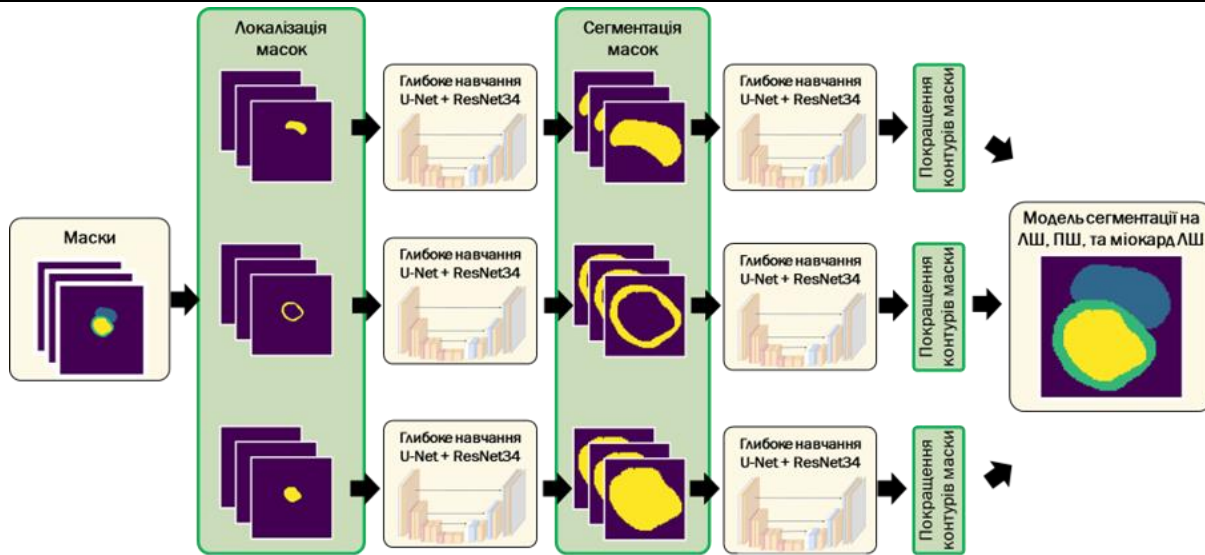 Локалізація
масок
Сегментація
масок
Глибоке навчання
U-Net + ResNet34
Глибоке навчання
U-Net + ResNet34
Покращення
контурів маски
Маски
Глибоке навчання
U-Net + ResNet34
Глибоке навчання
U-Net + ResNet34
Покращення
контурів маски
Модель сегментації на
ЛШ, ПШ, та міокард ЛШ
Глибоке навчання
U-Net + ResNet34
Глибоке навчання
U-Net + ResNet34
Покращення
контурів маски